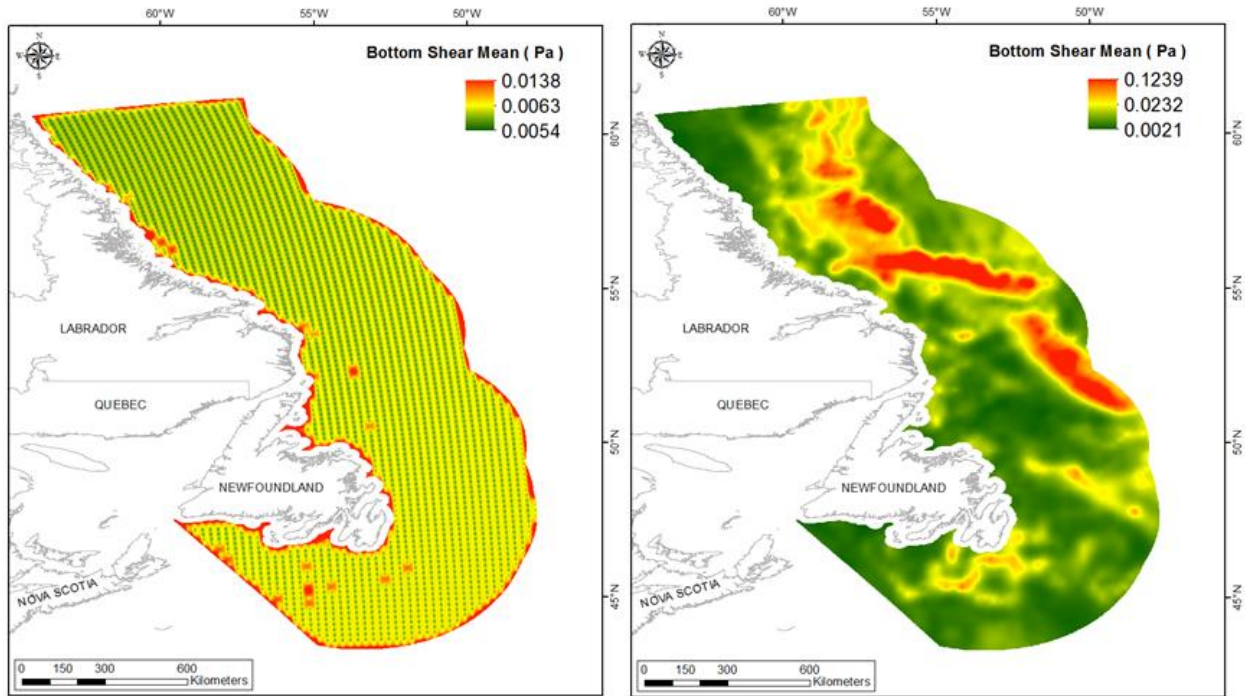 60°W 55°W 50°W
N
W E
S
Bottom Shear Mean ( Pa )
0.0138
0.0063
0.0054
60°N
55°N
50°N
45°N
LABRADOR
QUEBEC
NEWFOUNDLAND
NOVA SCOTIA
0 150 300 600
Kilometers
60°W 55°W 50°W
N
W E
S
Bottom Shear Mean ( Pa )
0.1239
0.0232
0.0021
60°N
55°N
50°N
45°N
LABRADOR
QUEBEC
NEWFOUNDLAND
NOVA SCOTIA
0 150 300 600
Kilometers